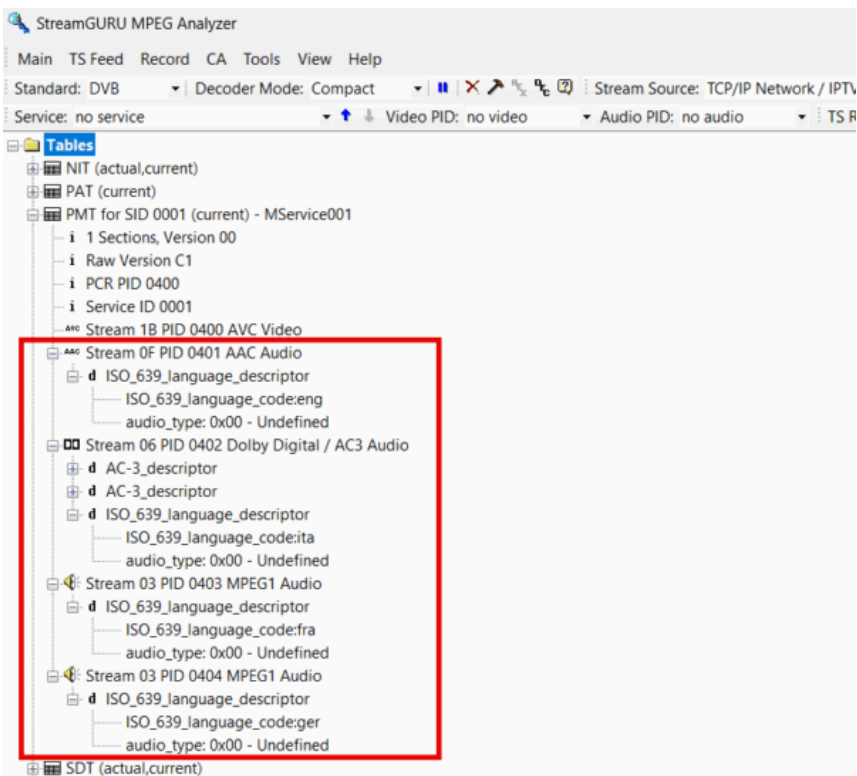 StreamGURU MPEG Analyzer
Main TS Feed Record CA Tools View Help
Standard: DVB Decoder Mode: Compact Stream Source: TCP/IP Network / IPTV
Service: no service Video PID: no video Audio PID: no audio TS R
Tables
NIT (actual,current)
PAT (current)
PMT for SID 0001 (current) - MService001
i 1 Sections, Version 00
i Raw Version C1
i PCR PID 0400
i Service ID 0001
Stream 1B PID 0400 AVC Video
AAC Stream 0F PID 0401 AAC Audio
d ISO_639_language_descriptor
ISO_639_language_code:eng
audio_type: 0x00 - Undefined
Stream 06 PID 0402 Dolby Digital / AC3 Audio
d AC-3_descriptor
d AC-3_descriptor
d ISO_639_language_descriptor
ISO_639_language_code:ita
audio_type: 0x00 - Undefined
Stream 03 PID 0403 MPEG1 Audio
d ISO_639_language_descriptor
ISO_639_language_code:fra
audio_type: 0x00 - Undefined
Stream 03 PID 0404 MPEG1 Audio
d ISO_639_language_descriptor
ISO_639_language_code:ger
audio_type: 0x00 - Undefined
SDT (actual,current)